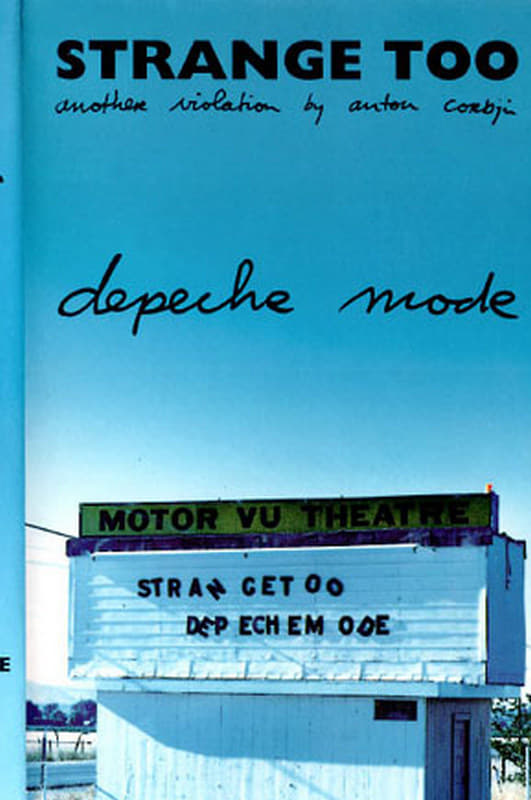 STRANGE TOO
another violation by anton corbijn
depeche mode
MOTOR VU THEATRE
STRAN GET OO
DEP ECH EM ODE
E